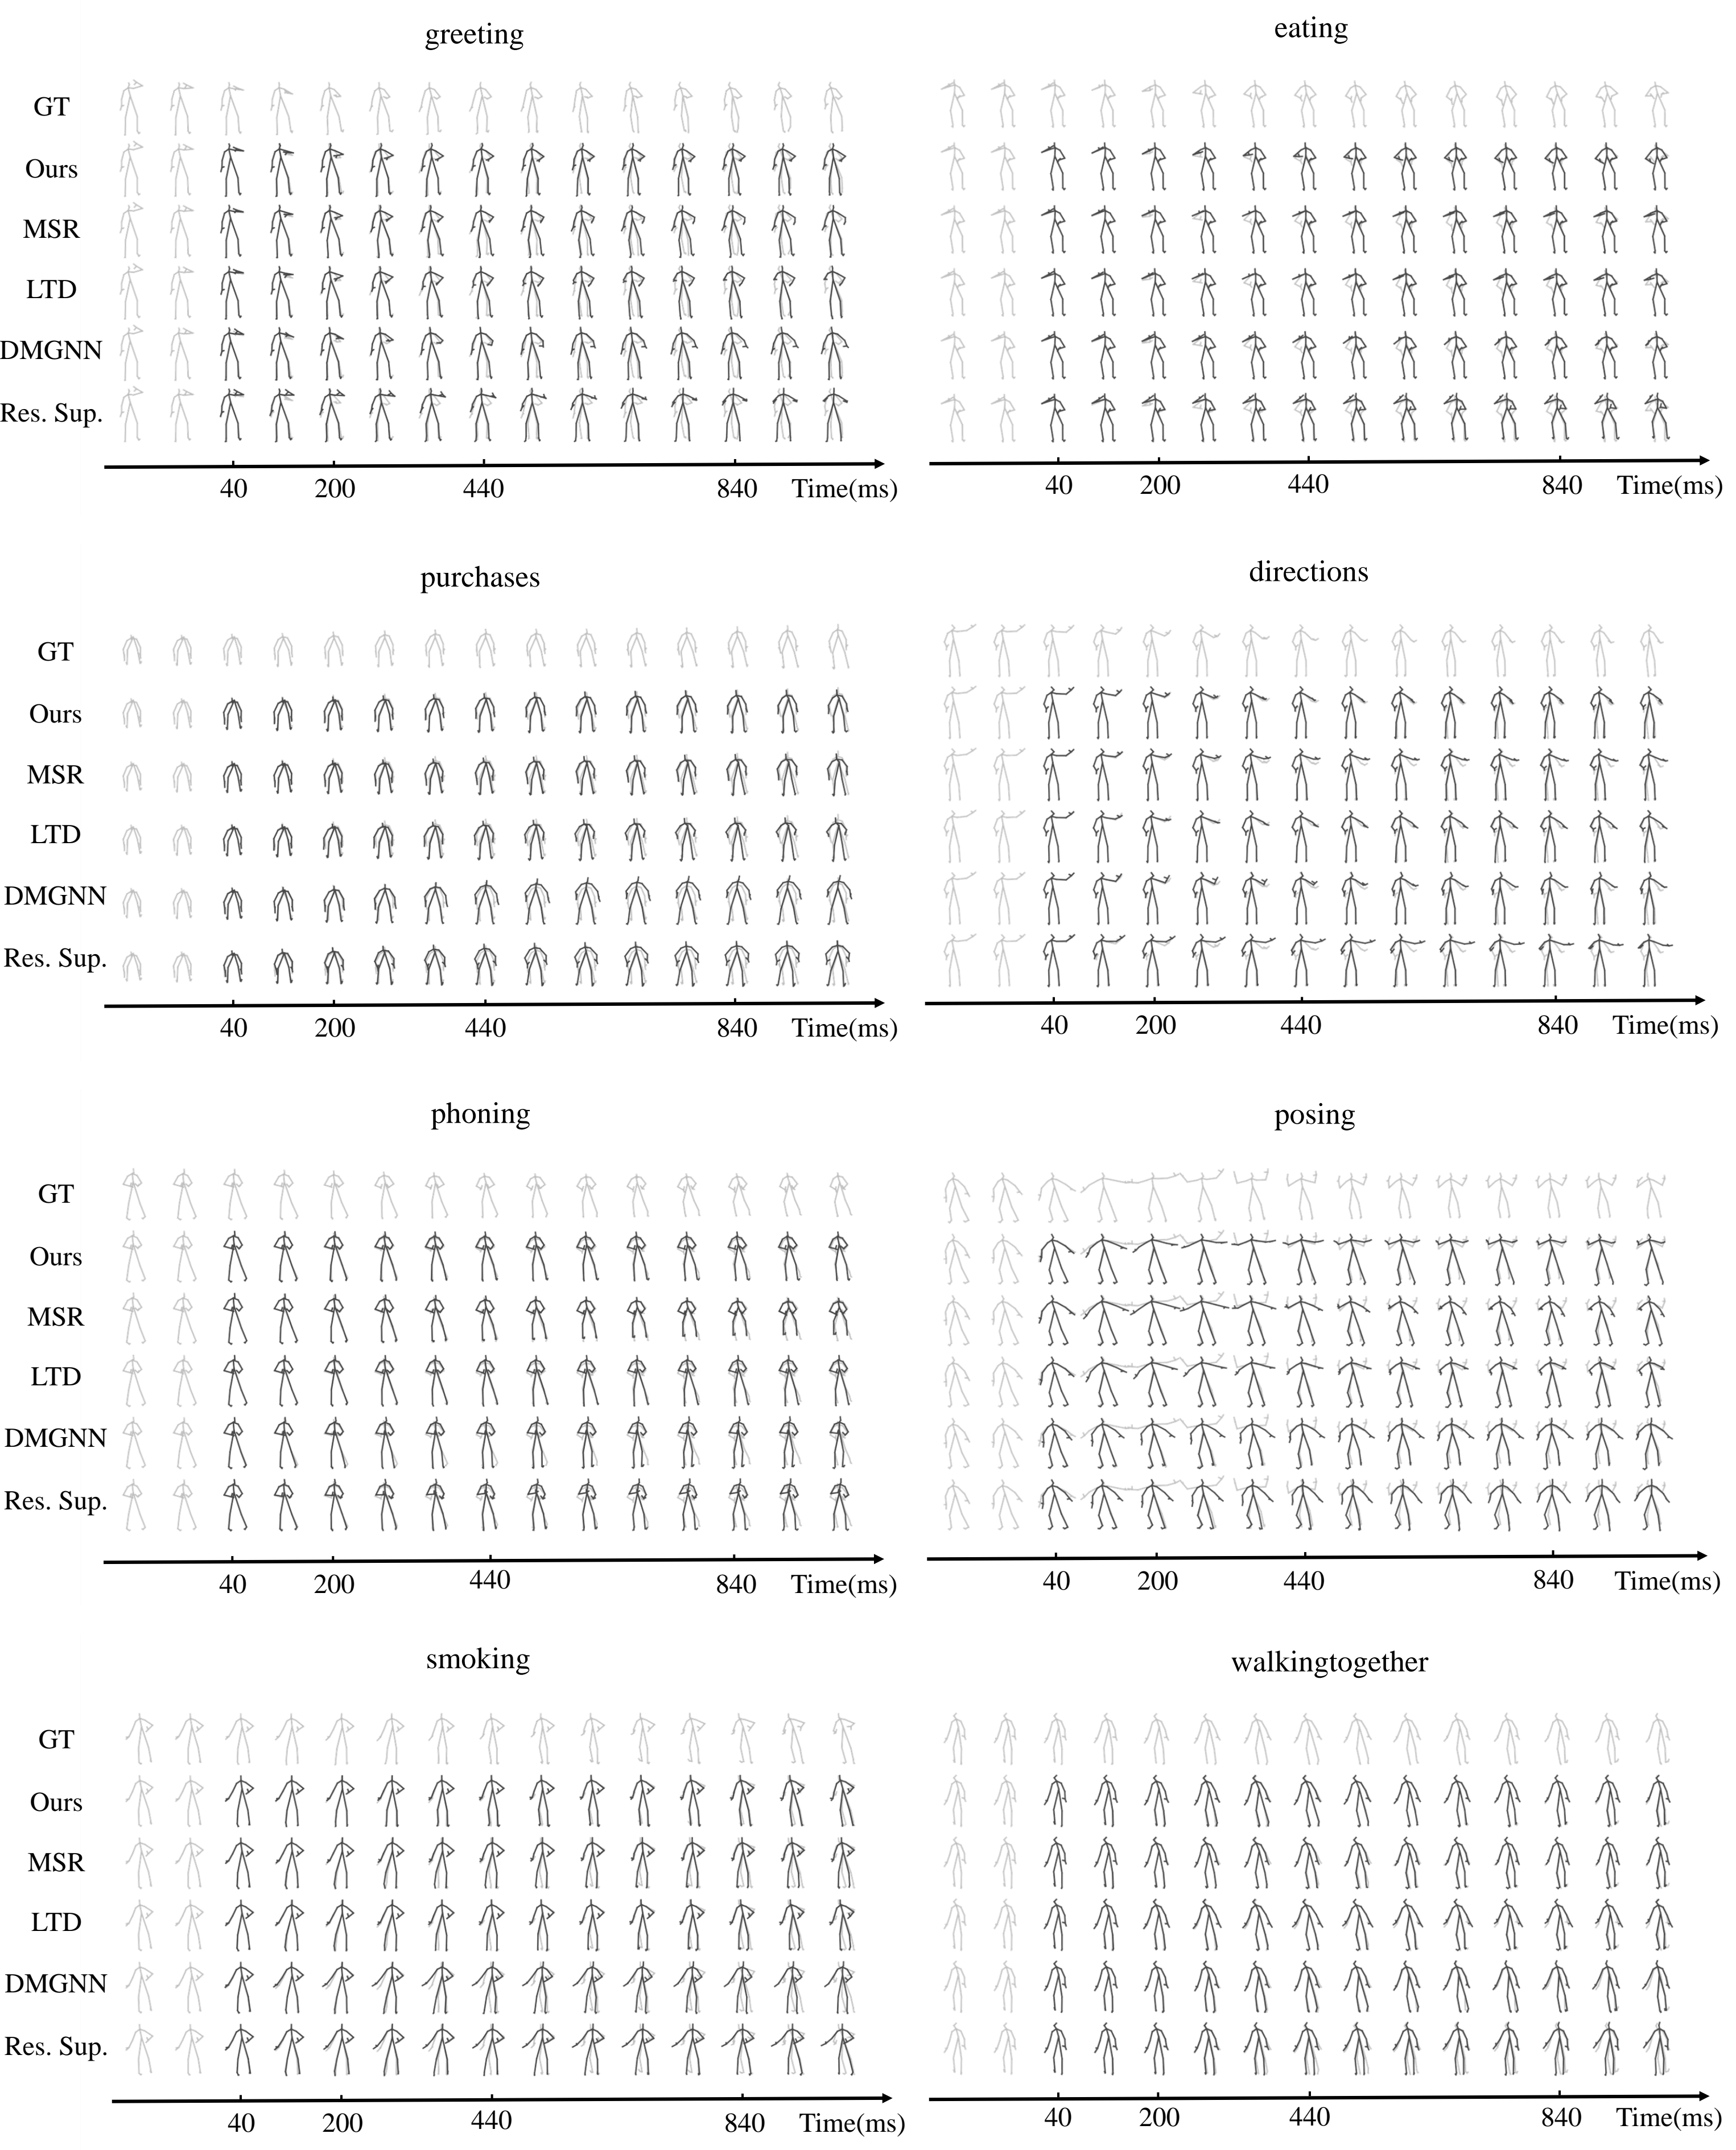 greeting
GT
Ours
MSR
LTD
DMGNN
Res. Sup.
40 200 440 840 Time(ms)
eating
40 200 440 840 Time(ms)
purchases
GT
Ours
MSR
LTD
DMGNN
Res. Sup.
40 200 440 840 Time(ms)
directions
40 200 440 840 Time(ms)
phoning
GT
Ours
MSR
LTD
DMGNN
Res. Sup.
40 200 440 840 Time(ms)
posing
40 200 440 840 Time(ms)
smoking
GT
Ours
MSR
LTD
DMGNN
Res. Sup.
40 200 440 840 Time(ms)
walkingtogether
40 200 440 840 Time(ms)